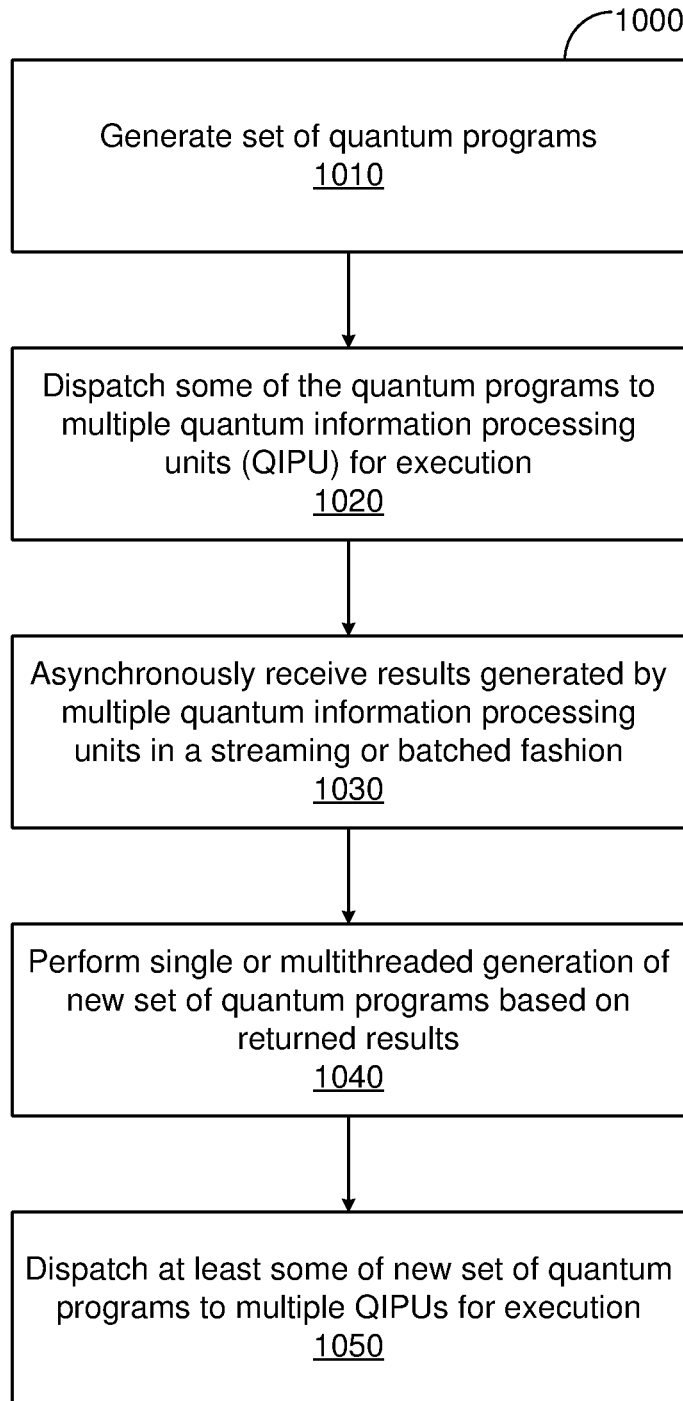 1000
Generate set of quantum programs
1010
Dispatch some of the quantum programs to
multiple quantum information processing
units (QIPU) for execution
1020
Asynchronously receive results generated by
multiple quantum information processing
units in a streaming or batched fashion
1030
Perform single or multithreaded generation of
new set of quantum programs based on
returned results
1040
Dispatch at least some of new set of quantum
programs to multiple QIPUs for execution
1050